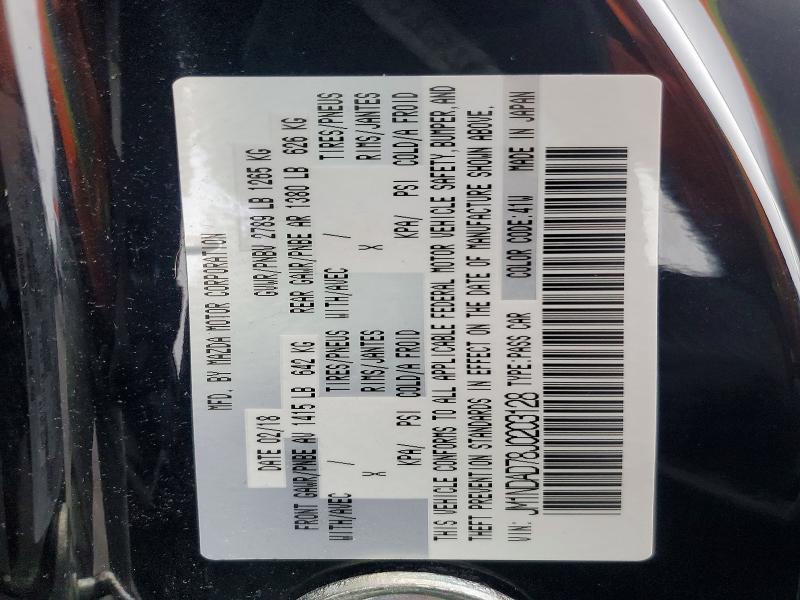 MFD. BY MAZDA MOTOR CORPORATION
DATE 02/18 GVWR/PNBV 2789 LB 1265 KG
FRONT GAWR/PNBE AV 1415 LB 642 KG REAR GAWR/PNBE AR 1380 LB 626 KG
WITH/AVEC TIRES/PNEUS WITH/AVEC TIRES/PNEUS
/ RIMS/JANTES / RIMS/JANTES
X X
KPA/ PSI COLD/A FROID KPA/ PSI COLD/A FROID
THIS VEHICLE CONFORMS TO ALL APPLICABLE FEDERAL MOTOR VEHICLE SAFETY,BUMPER,AND
THEFT PREVENTION STANDARDS IN EFFECT ON THE DATE OF MANUFACTURE SHOWN ABOVE.
VIN: JM1NDAD78J0203128 TYPE:PASS CAR COLOR CODE:41W MADE IN JAPAN